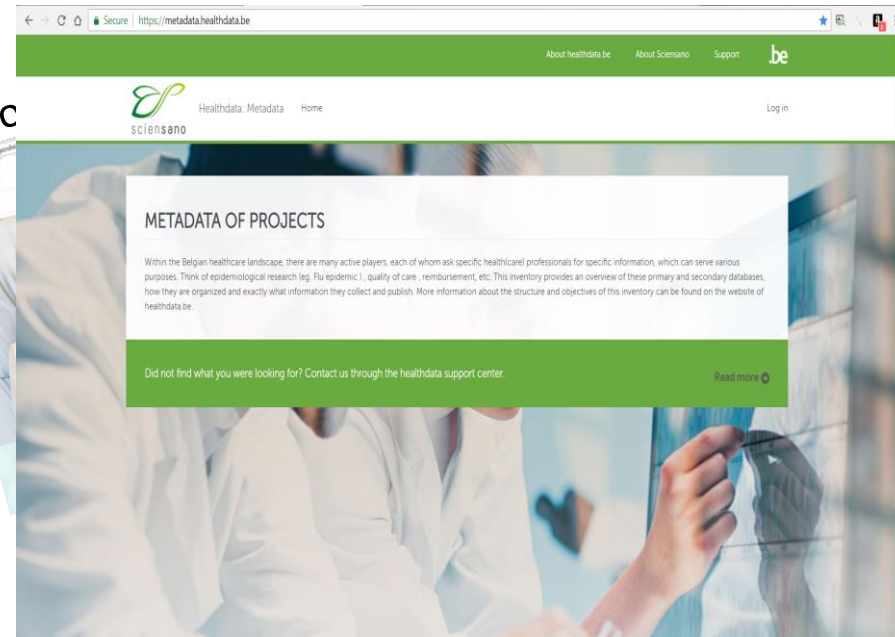 Secure | https://metadata.healthdata.be
About healthdata.be About Sciensano Support .be
sciensano
Healthdata: Metadata Home Log in
METADATA OF PROJECTS
Within the Belgian healthcare landscape, there are many active players, each of whom ask specific health(care) professionals for specific information, which can serve various
purposes. Think of epidemiological research (eg. Flu epidemic ) , quality of care , reimbursement, etc. This inventory provides an overview of these primary and secondary databases,
how they are organized and exactly what information they collect and publish. More information about the structure and objectives of this inventory can be found on the website of
healthdata.be.
Did not find what you were looking for? Contact us through the healthdata support center. Read more